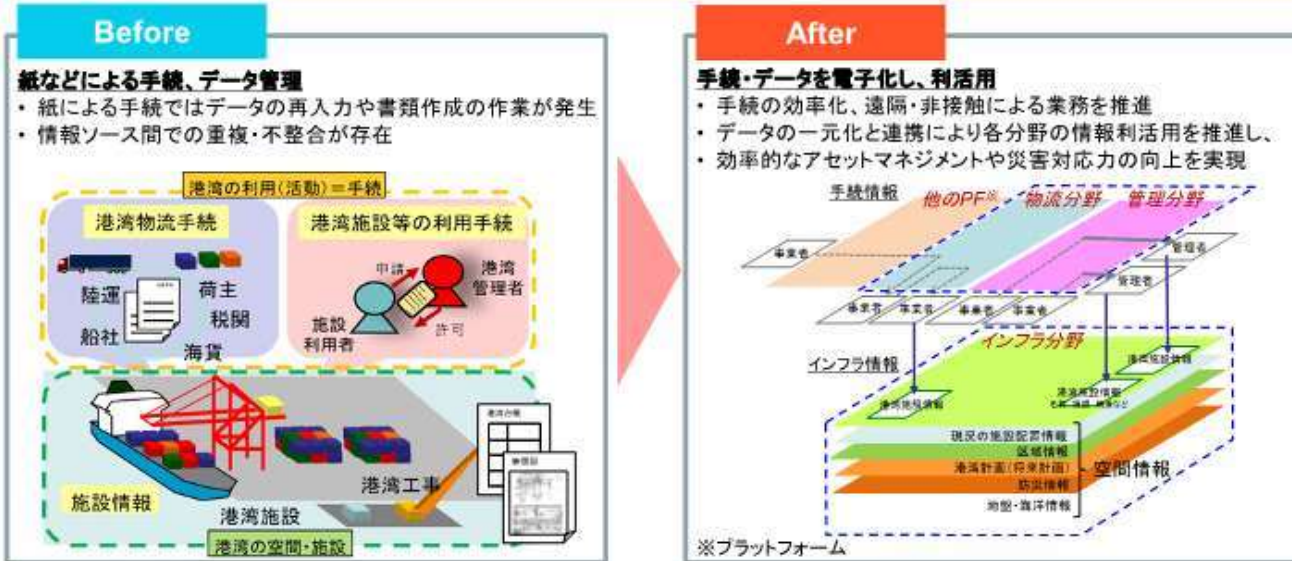 Before
紙などによる手続、データ管理
・ 紙による手続ではデータの再入力や書類作成の作業が発生
・ 情報ソース間での重複・不整合が存在
港湾の利用(活動)＝手続
港湾物流手続
陸運
荷主
税関
船社
海貨
港湾施設等の利用手続
申請
港湾
管理者
施設
利用者
許可
港湾台帳
施設情報
港湾工事
港湾施設
港湾の空間・施設
After
手続・データを電子化し、利活用
・ 手続の効率化、遠隔・非接触による業務を推進
・ データの一元化と連携により各分野の情報利活用を推進し、
・ 効率的なアセットマネジメントや災害対応力の向上を実現
手続情報
他のPF※
物流分野
管理分野
事業者
管理者
管理者
事業者
事業者
事業者
事業者
インフラ情報
インフラ分野
港湾施設情報
港湾施設情報
港湾施設情報
現況の施設配置情報
区域情報
港湾計画(将来計画)
防災情報
地盤・海洋情報
空間情報
※プラットフォーム